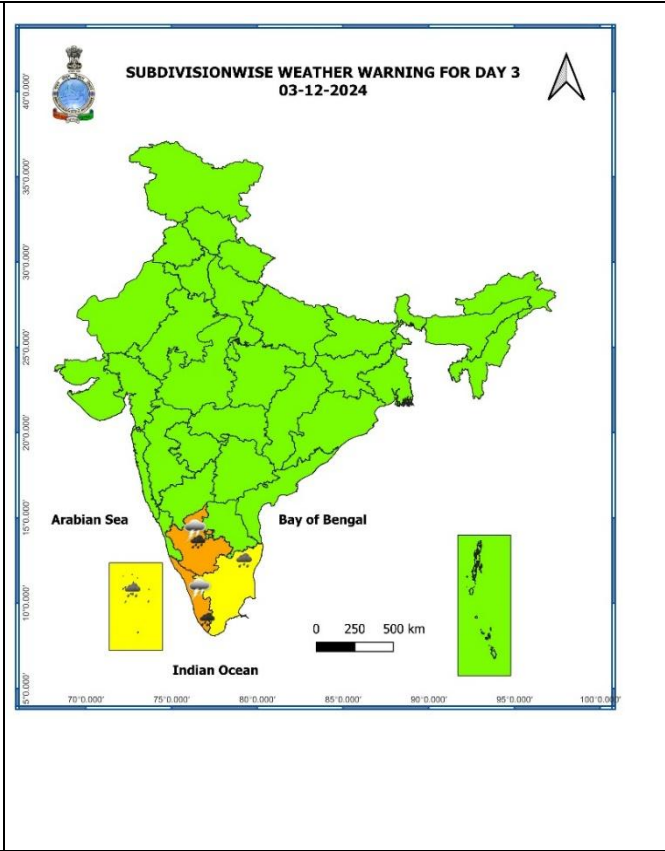 SUBDIVISIONWISE WEATHER WARNING FOR DAY 3
03-12-2024
40°0.000'
35°0.000'
30°0.000'
25°0.000'
20°0.000'
15°0.000'
10°0.000'
5°0.000'
Arabian Sea
Bay of Bengal
0 250 500 km
Indian Ocean
70°0.000' 75°0.000' 80°0.000' 85°0.000' 90°0.000' 95°0.000' 100°0.000'